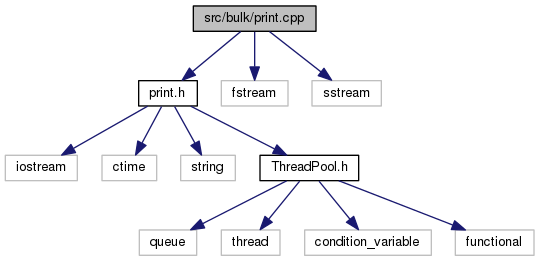 src/bulk/print.cpp
print.h
fstream
sstream
iostream
ctime
string
ThreadPool.h
queue
thread
condition_variable
functional